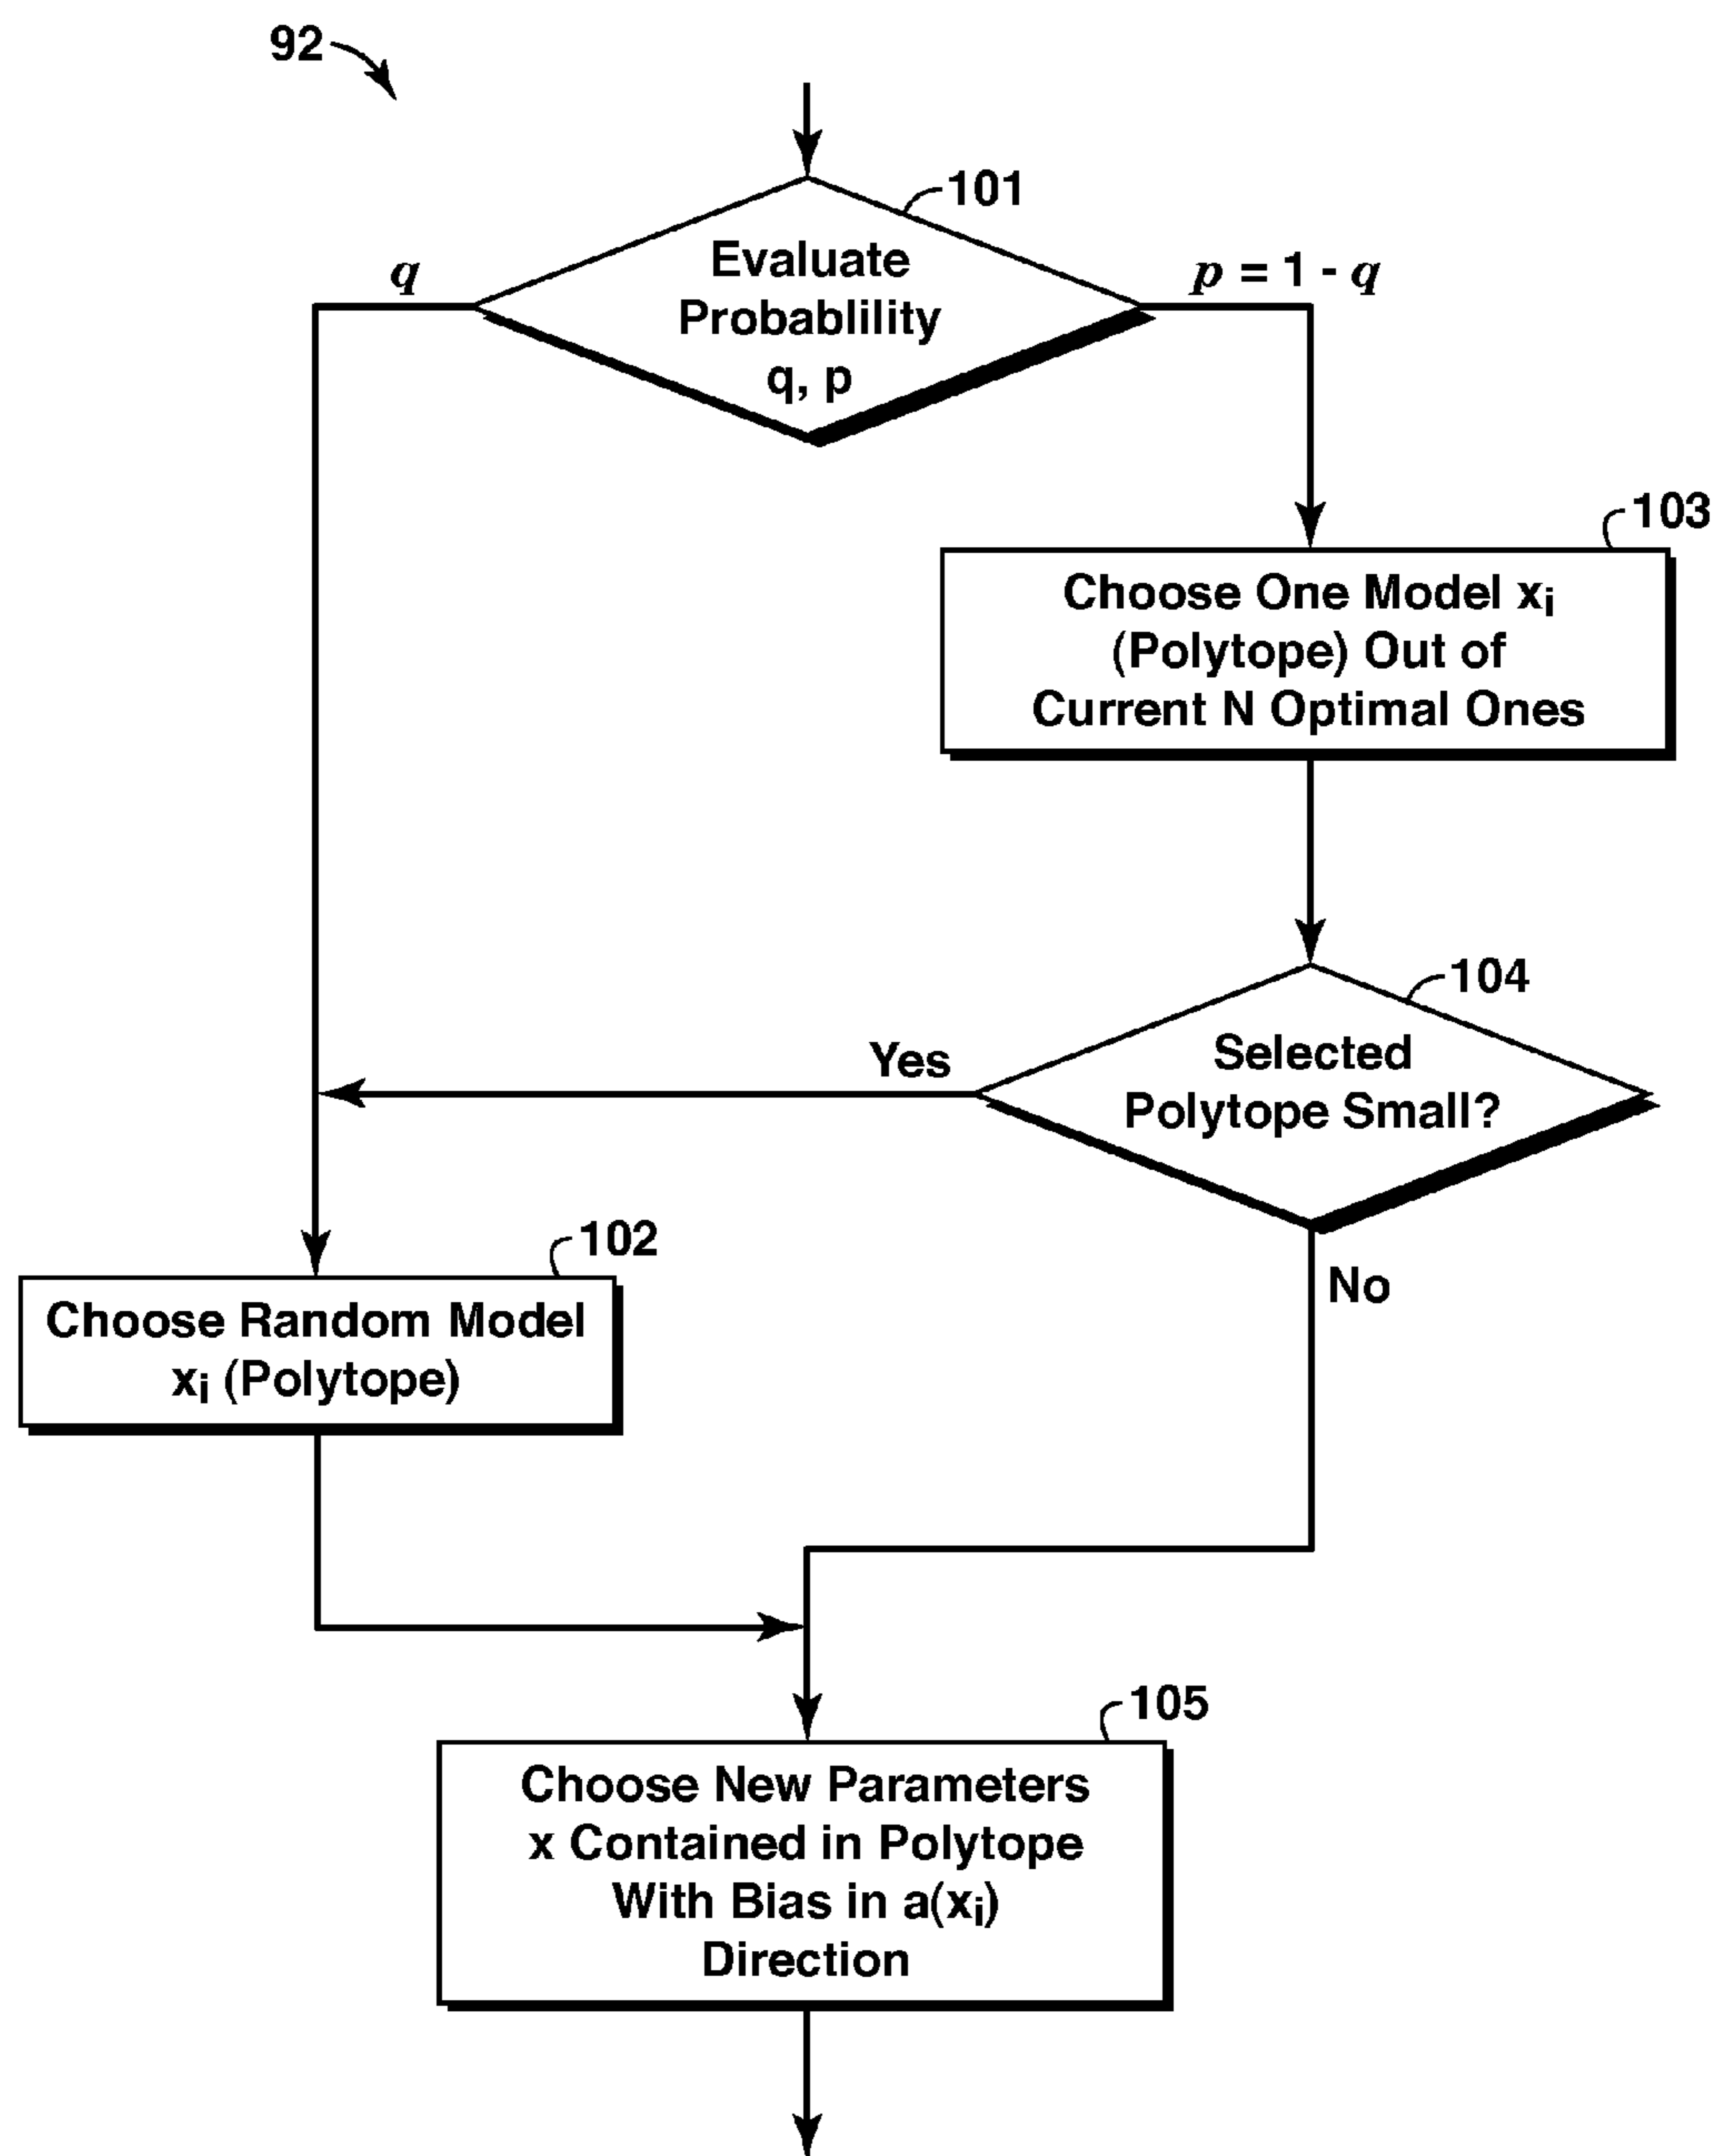 92
101
Evaluate
Probablility
q, p
q
p = 1 - q
103
Choose One Model xi
(Polytope) Out of
Current N Optimal Ones
104
Selected
Polytope Small?
Yes
No
102
Choose Random Model
xi (Polytope)
105
Choose New Parameters
x Contained in Polytope
With Bias in a(xi)
Direction